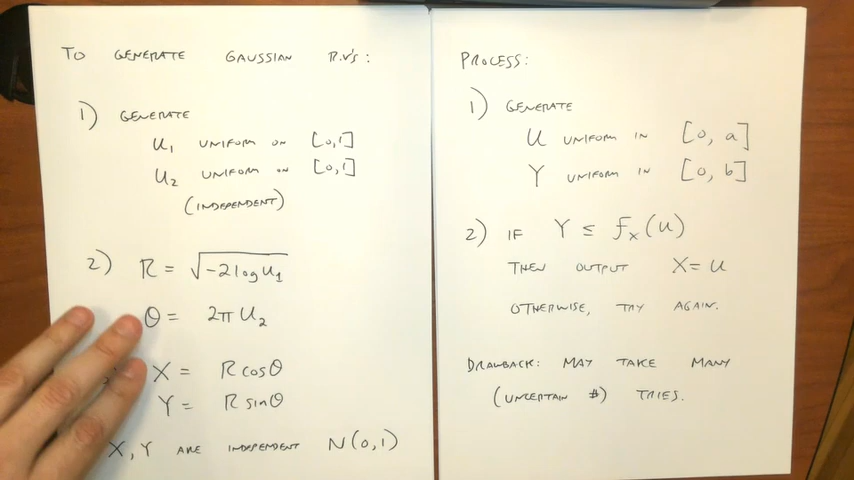 TO GENERATE GAUSSIAN R.V'S:
1) GENERATE
U₁ UNIFORM ON [0,1]
U₂ UNIFORM ON [0,1]
(INDEPENDENT)
2) R = √(-2 log U₁)
θ = 2π U₂
X = R cos θ
Y = R sin θ
X, Y ARE INDEPENDENT N(0,1)
PROCESS:
1) GENERATE
U UNIFORM IN [0, a]
Y UNIFORM IN [0, b]
2) IF Y ≤ fₓ(U)
THEN OUTPUT X = U
OTHERWISE, TRY AGAIN.
DRAWBACK: MAY TAKE MANY
(UNCERTAIN #) TRIES.